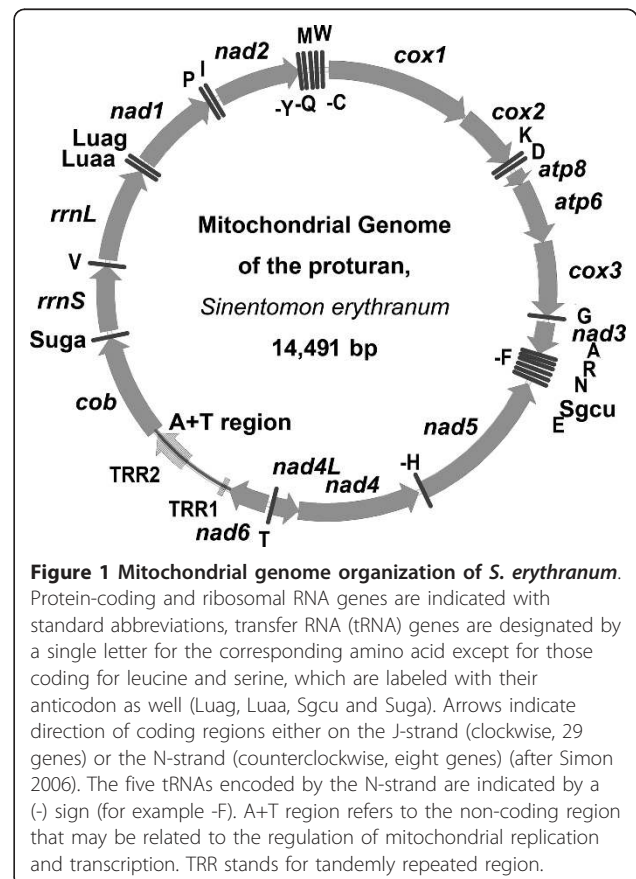 M W
nad2
cox1
P I
-Y -Q -C
nad1
cox2
K
D
Luag
Luaa
atp8
atp6
rrnL
Mitochondrial Genome
of the proturan,
Sinentomon erythranum
14,491 bp
cox3
V
rrnS
G
nad3
Suga
-F
A
R
N
Sgcu
E
cob
A+T region
nad5
TRR2
-H
nad4L
nad4
TRR1
nad6
T
Figure 1 Mitochondrial genome organization of S. erythranum.
Protein-coding and ribosomal RNA genes are indicated with
standard abbreviations, transfer RNA (tRNA) genes are designated by
a single letter for the corresponding amino acid except for those
coding for leucine and serine, which are labeled with their
anticodon as well (Luag, Luaa, Sgcu and Suga). Arrows indicate
direction of coding regions either on the J-strand (clockwise, 29
genes) or the N-strand (counterclockwise, eight genes) (after Simon
2006). The five tRNAs encoded by the N-strand are indicated by a
(-) sign (for example -F). A+T region refers to the non-coding region
that may be related to the regulation of mitochondrial replication
and transcription. TRR stands for tandemly repeated region.